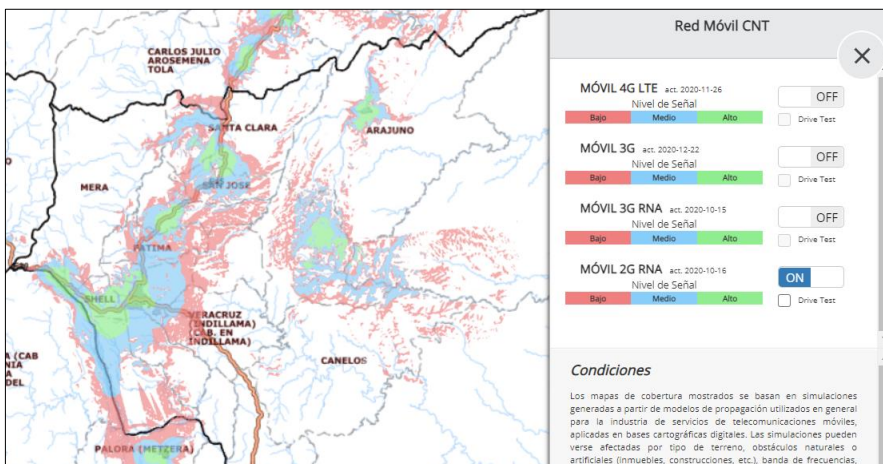 CARLOS JULIO
AROSEMENA
TOLA
SANTA CLARA
ARAJUNO
MERA
SAN JOSE
FATIMA
SHELL
VERACRUZ
(INDILLAMA)
(CAB. EN
INDILLAMA)
CANELOS
A (CAB
NIA
A DE
DEL
PALORA (METZERA)
Red Móvil CNT
MÓVIL 4G LTE act. 2020-11-26
OFF
Nivel de Señal
Bajo Medio Alto
Drive Test
MÓVIL 3G act. 2020-12-22
OFF
Nivel de Señal
Bajo Medio Alto
Drive Test
MÓVIL 3G RNA act. 2020-10-15
OFF
Nivel de Señal
Bajo Medio Alto
Drive Test
MÓVIL 2G RNA act. 2020-10-16
ON
Nivel de Señal
Bajo Medio Alto
Drive Test
Condiciones
Los mapas de cobertura mostrados se basan en simulaciones
generadas a partir de modelos de propagación utilizados en general
para la industria de servicios de telecomunicaciones móviles,
aplicadas en bases cartográficas digitales. Las simulaciones pueden
verse afectadas por tipo de terreno, obstáculos naturales o
artificiales (inmuebles, construcciones, etc.), banda de frecuencias,